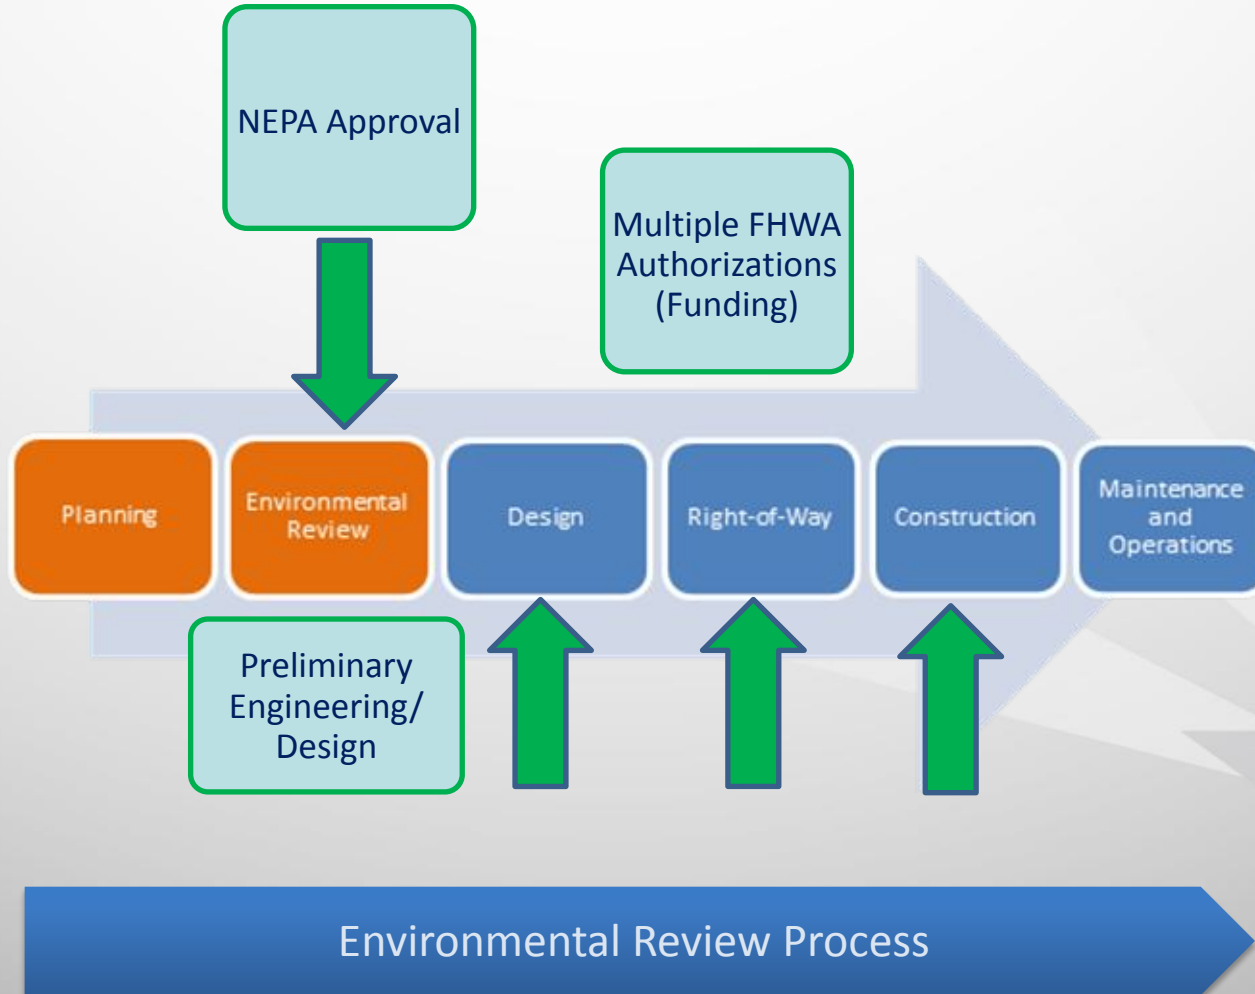 NEPA Approval
Multiple FHWA
Authorizations
(Funding)
Planning
Environmental
Review
Design
Right-of-Way
Construction
Maintenance
and
Operations
Preliminary
Engineering/
Design
Environmental Review Process